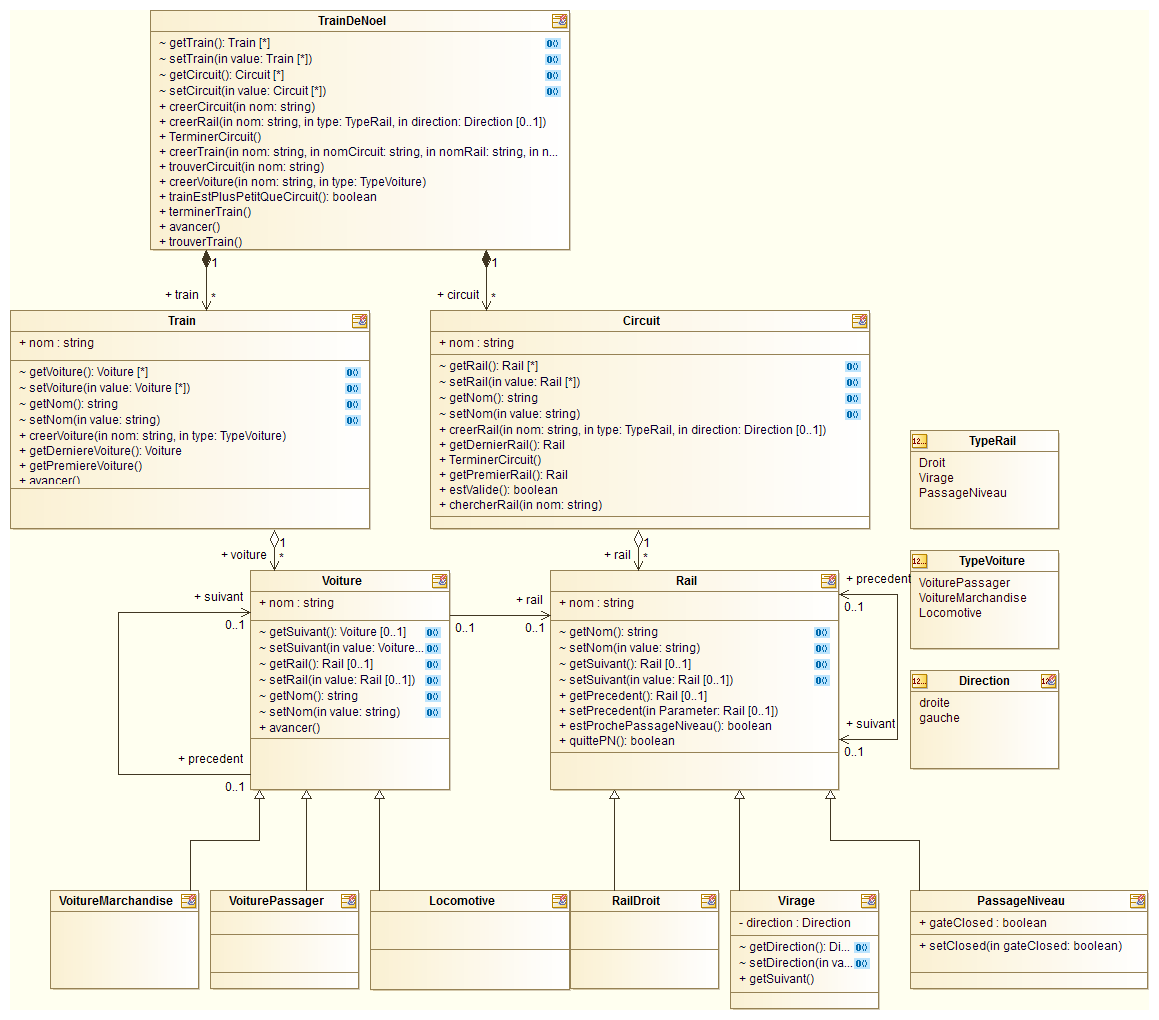 TrainDeNoel
~ getTrain(): Train [*]
~ setTrain(in value: Train [*])
~ getCircuit(): Circuit [*]
~ setCircuit(in value: Circuit [*])
+ creerCircuit(in nom: string)
+ creerRail(in nom: string, in type: TypeRail, in direction: Direction [0..1])
+ TerminerCircuit()
+ creerTrain(in nom: string, in nomCircuit: string, in nomRail: string, in n...
+ trouverCircuit(in nom: string)
+ creerVoiture(in nom: string, in type: TypeVoiture)
+ trainEstPlusPetitQueCircuit(): boolean
+ terminerTrain()
+ avancer()
+ trouverTrain()
1
+ train
*
1
+ circuit
*
Train
+ nom : string
~ getVoiture(): Voiture [*]
~ setVoiture(in value: Voiture [*])
~ getNom(): string
~ setNom(in value: string)
+ creerVoiture(in nom: string, in type: TypeVoiture)
+ getDerniereVoiture(): Voiture
+ getPremiereVoiture()
+ avancer()
Circuit
+ nom : string
~ getRail(): Rail [*]
~ setRail(in value: Rail [*])
~ getNom(): string
~ setNom(in value: string)
+ creerRail(in nom: string, in type: TypeRail, in direction: Direction [0..1])
+ getDernierRail(): Rail
+ TerminerCircuit()
+ getPremierRail(): Rail
+ estValide(): boolean
+ chercherRail(in nom: string)
TypeRail
Droit
Virage
PassageNiveau
1
+ voiture
*
1
+ rail
*
Voiture
+ nom : string
~ getSuivant(): Voiture [0..1]
~ setSuivant(in value: Voiture...
~ getRail(): Rail [0..1]
~ setRail(in value: Rail [0..1])
~ getNom(): string
~ setNom(in value: string)
+ avancer()
+ suivant
0..1
+ precedent
0..1
+ rail
0..1
0..1
Rail
+ nom : string
~ getNom(): string
~ setNom(in value: string)
~ getSuivant(): Rail [0..1]
~ setSuivant(in value: Rail [0..1])
+ getPrecedent(): Rail [0..1]
+ setPrecedent(in Parameter: Rail [0..1])
+ estProchePassageNiveau(): boolean
+ quittePN(): boolean
+ precedent
0..1
+ suivant
0..1
TypeVoiture
VoiturePassager
VoitureMarchandise
Locomotive
Direction
droite
gauche
VoitureMarchandise
VoiturePassager
Locomotive
RailDroit
Virage
- direction : Direction
~ getDirection(): Di...
~ setDirection(in va...
+ getSuivant()
PassageNiveau
+ gateClosed : boolean
+ setClosed(in gateClosed: boolean)